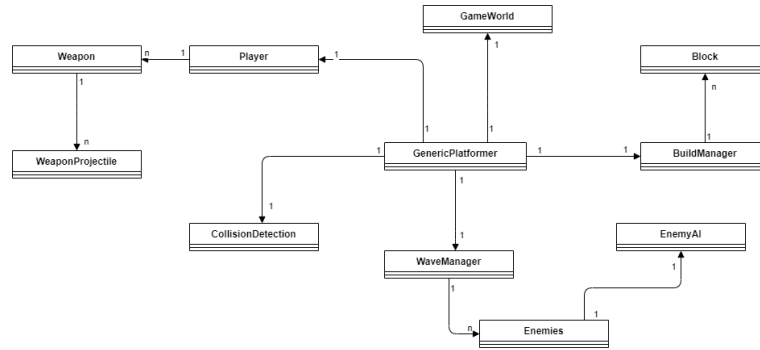 GameWorld
1
Weapon
n
1
Player
1
Block
n
1
n
WeaponProjectile
1
1
1
GenericPlatformer
1
1
1
BuildManager
1
1
1
CollisionDetection
EnemyAI
1
WaveManager
1
1
n
1
Enemies